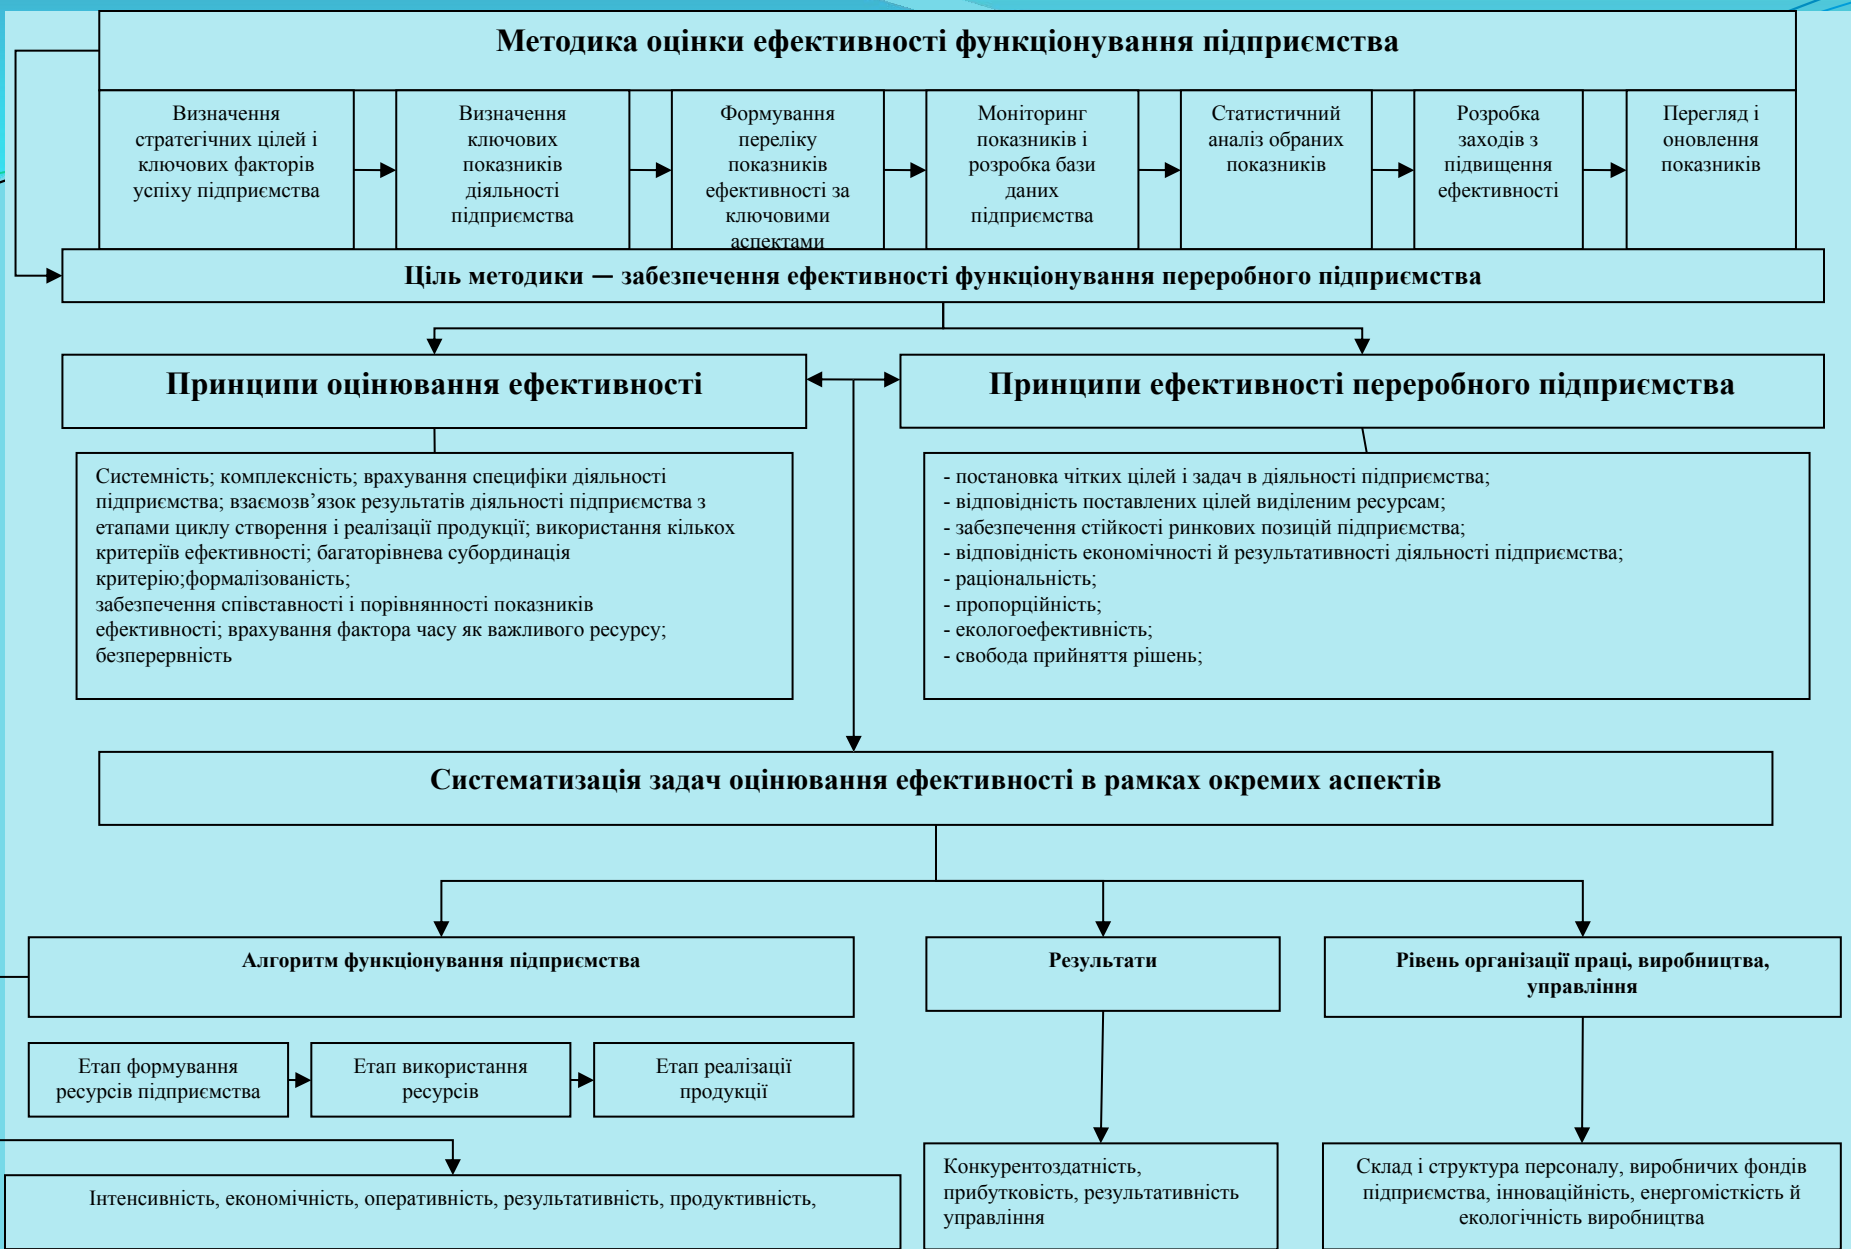 Методика оцінки ефективності функціонування підприємства
Визначення
стратегічних цілей і
ключових факторів
успіху підприємства
Визначення
ключових
показників
діяльності
підприємства
Формування
переліку
показників
ефективності за
ключовими
аспектами
Моніторинг
показників і
розробка бази
даних
підприємства
Статистичний
аналіз обраних
показників
Розробка
заходів з
підвищення
ефективності
Перегляд і
оновлення
показників
Ціль методики — забезпечення ефективності функціонування переробного підприємства
Принципи оцінювання ефективності
Принципи ефективності переробного підприємства
Системність; комплексність; врахування специфіки діяльності
підприємства; взаємозв’язок результатів діяльності підприємства з
етапами циклу створення і реалізації продукції; використання кількох
критеріїв ефективності; багаторівнева субординація
критерію;формалізованість;
забезпечення співставності і порівнянності показників
ефективності; врахування фактора часу як важливого ресурсу;
безперервність
- постановка чітких цілей і задач в діяльності підприємства;
- відповідність поставлених цілей виділеним ресурсам;
- забезпечення стійкості ринкових позицій підприємства;
- відповідність економічності й результативності діяльності підприємства;
- раціональність;
- пропорційність;
- екологоефективність;
- свобода прийняття рішень;
Систематизація задач оцінювання ефективності в рамках окремих аспектів
Алгоритм функціонування підприємства
Результати
Рівень організації праці, виробництва,
управління
Етап формування
ресурсів підприємства
Етап використання
ресурсів
Етап реалізації
продукції
Інтенсивність, економічність, оперативність, результативність, продуктивність,
Конкурентоздатність,
прибутковість, результативність
управління
Склад і структура персоналу, виробничих фондів
підприємства, інноваційність, енергомісткість й
екологічність виробництва